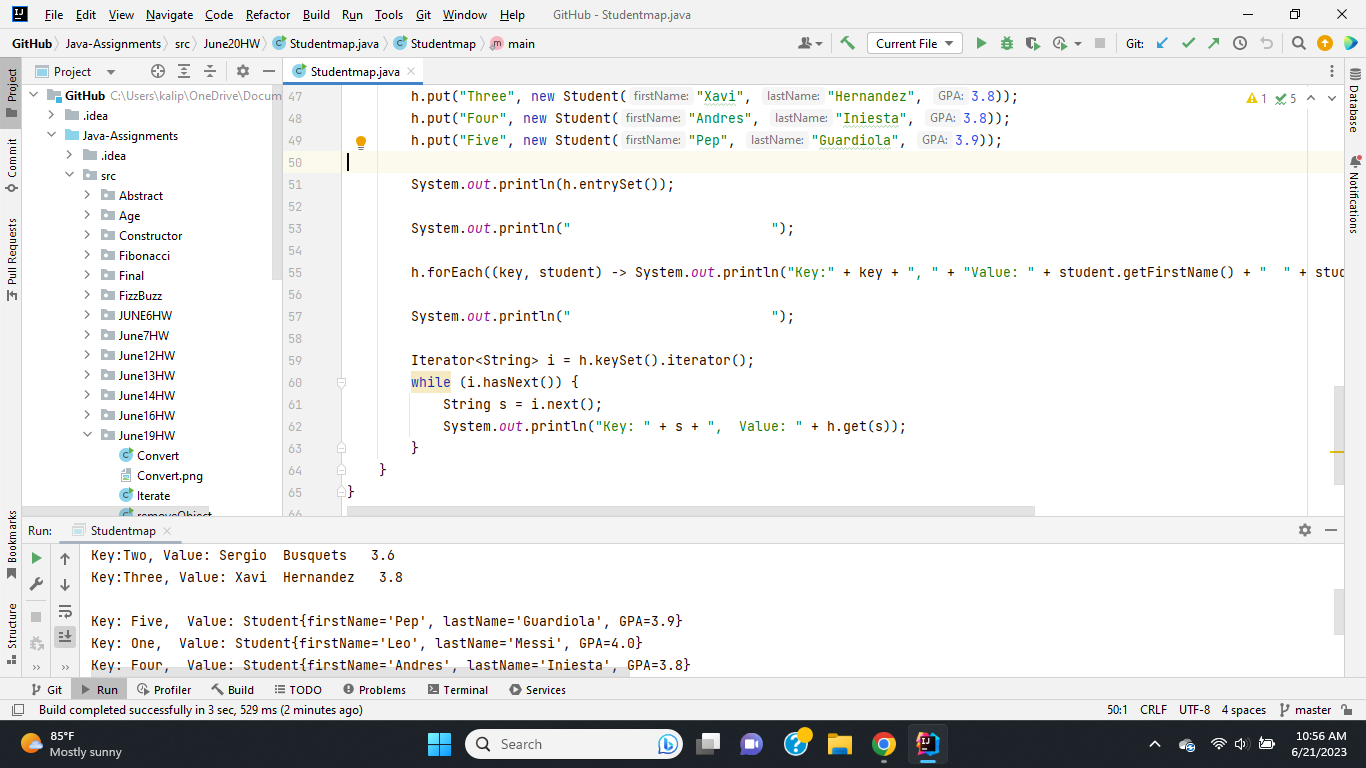 File Edit View Navigate Code Refactor Build Run Tools Git Window Help GitHub - Studentmap.java
GitHub Java-Assignments src June20HW Studentmap.java Studentmap main Current File Git:
Project Studentmap.java
GitHub C:\Users\kalip\OneDrive\Docum
.idea
Java-Assignments
.idea
src
Abstract
Age
Constructor
Fibonacci
Final
FizzBuzz
JUNE6HW
June7HW
June12HW
June13HW
June14HW
June16HW
June19HW
Convert
Convert.png
Iterate
removeObject
47 h.put("Three", new Student( firstName: "Xavi", lastName: "Hernandez", GPA: 3.8));
48 h.put("Four", new Student( firstName: "Andres", lastName: "Iniesta", GPA: 3.8));
49 h.put("Five", new Student( firstName: "Pep", lastName: "Guardiola", GPA: 3.9));
50
51 System.out.println(h.entrySet());
52
53 System.out.println("                         ");
54
55 h.forEach((key, student) -> System.out.println("Key:" + key + ", " + "Value: " + student.getFirstName() + "  " + stud
56
57 System.out.println("                         ");
58
59 Iterator<String> i = h.keySet().iterator();
60 while (i.hasNext()) {
61 String s = i.next();
62 System.out.println("Key: " + s + ",  Value: " + h.get(s));
63 }
64 }
65 }
66
1 5
Project
Commit
Pull Requests
Bookmarks
Structure
Database
Notifications
Run: Studentmap
Key:Two, Value: Sergio  Busquets   3.6
Key:Three, Value: Xavi  Hernandez   3.8
Key: Five,  Value: Student{firstName='Pep', lastName='Guardiola', GPA=3.9}
Key: One,  Value: Student{firstName='Leo', lastName='Messi', GPA=4.0}
Key: Four,  Value: Student{firstName='Andres', lastName='Iniesta', GPA=3.8}
Git Run Profiler Build TODO Problems Terminal Services
Build completed successfully in 3 sec, 529 ms (2 minutes ago) 50:1 CRLF UTF-8 4 spaces master
85°F
Mostly sunny
Search
10:56 AM
6/21/2023